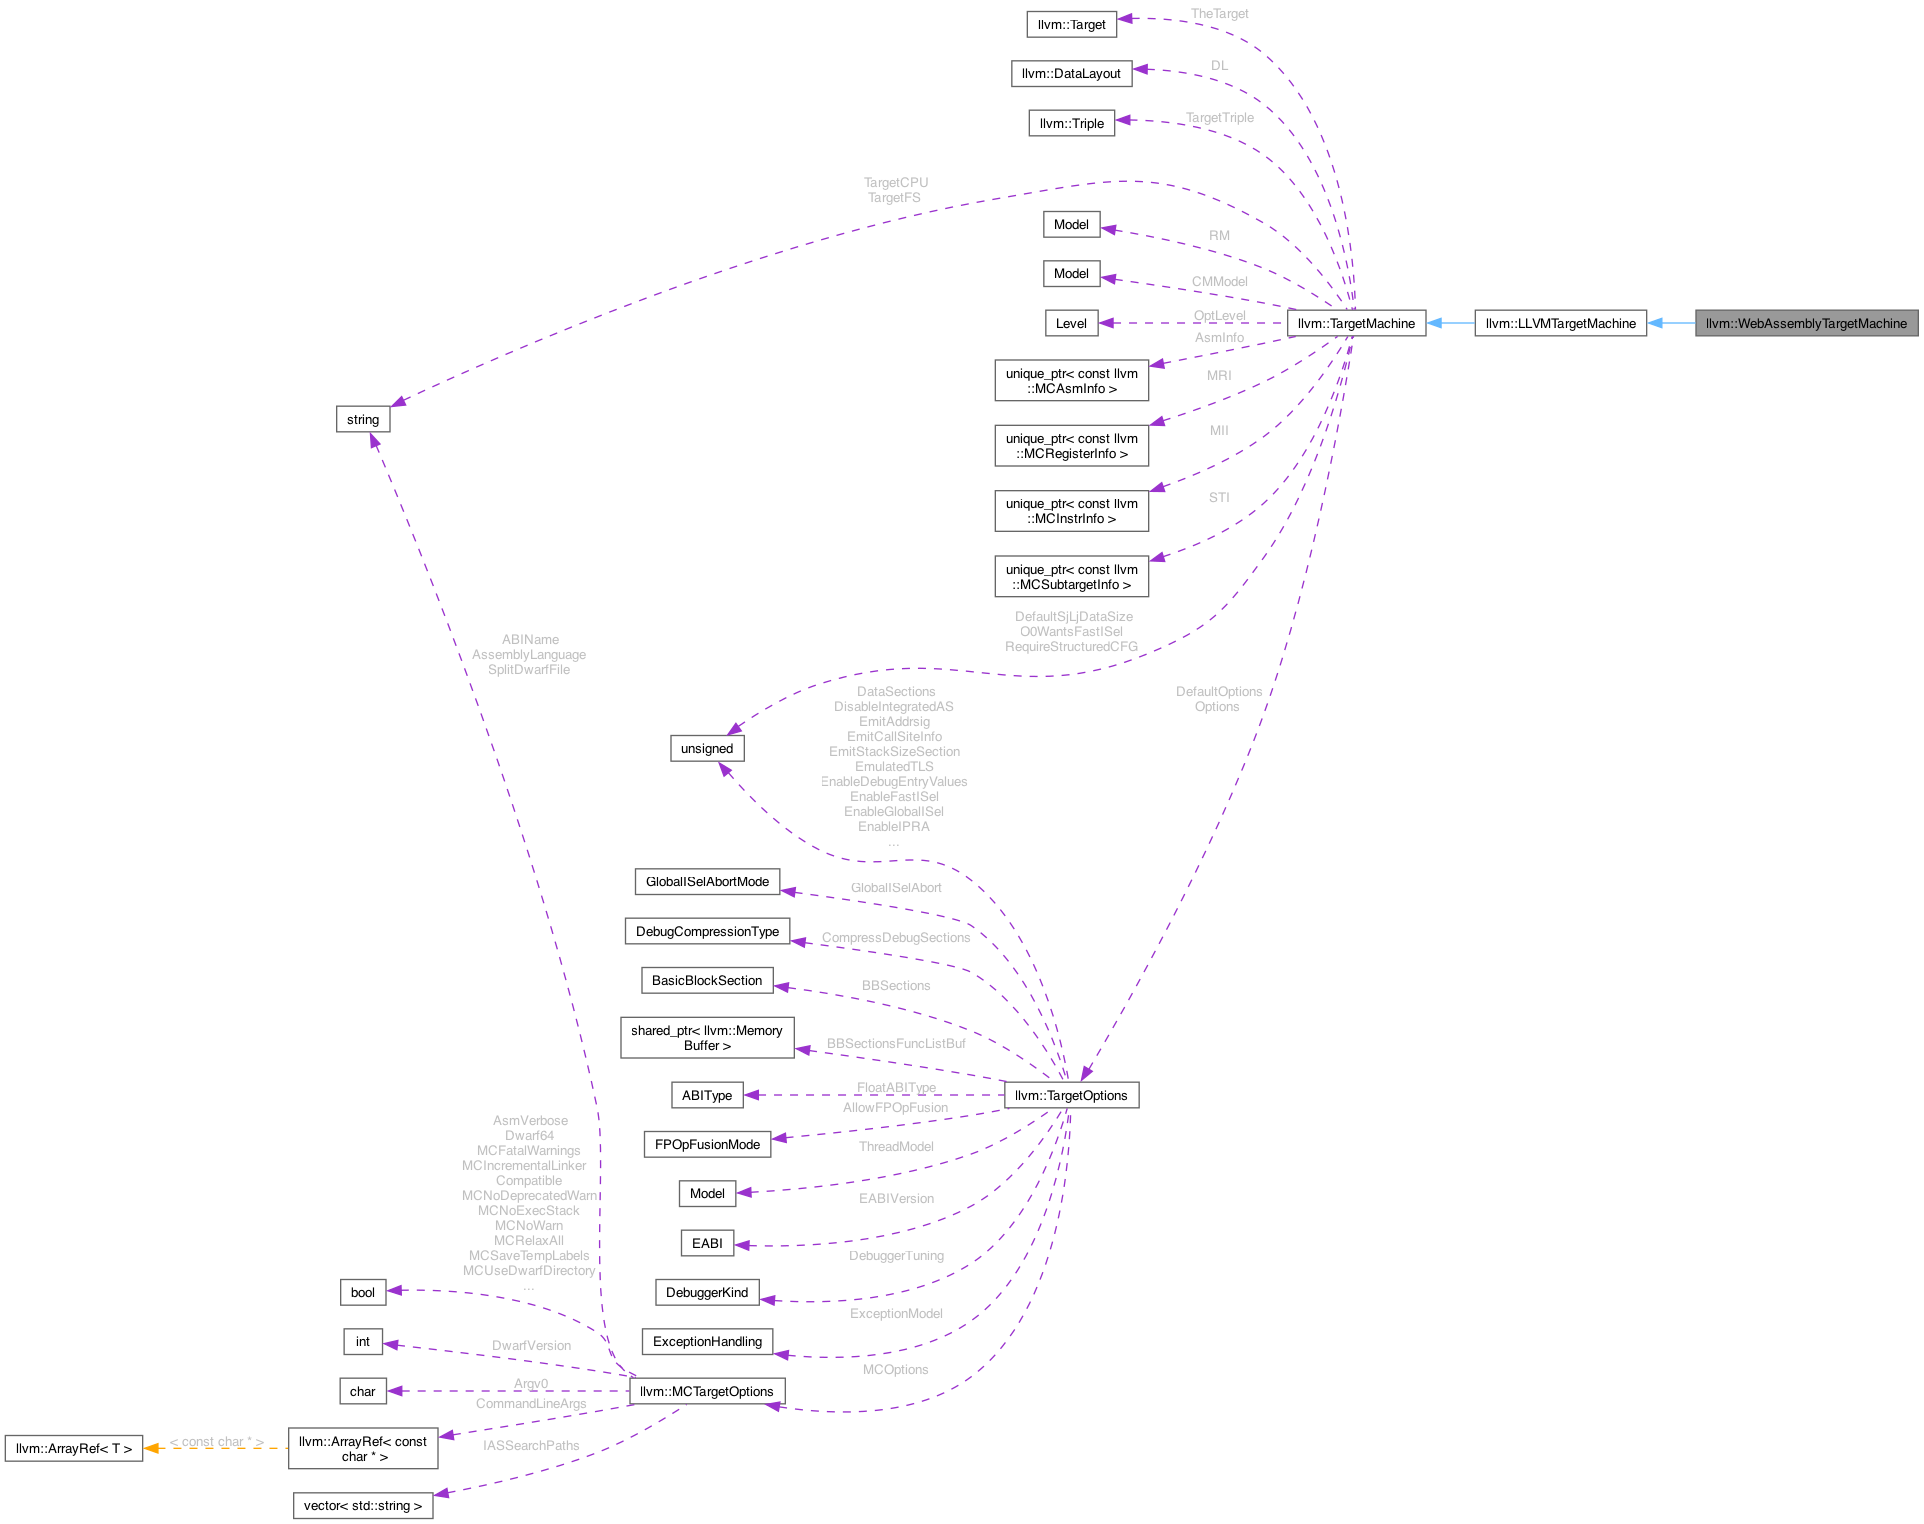 TheTarget
llvm::Target
DL
llvm::DataLayout
TargetTriple
llvm::Triple
TargetCPU
TargetFS
Model
RM
Model
CMModel
OptLevel
Level
llvm::TargetMachine
llvm::LLVMTargetMachine
llvm::WebAssemblyTargetMachine
AsmInfo
unique_ptr< const llvm
::MCAsmInfo >
MRI
string
unique_ptr< const llvm
::MCRegisterInfo >
MII
unique_ptr< const llvm
::MCInstrInfo >
STI
unique_ptr< const llvm
::MCSubtargetInfo >
DefaultSjLjDataSize
O0WantsFastISel
RequireStructuredCFG
ABIName
AssemblyLanguage
SplitDwarfFile
DefaultOptions
Options
unsigned
DataSections
DisableIntegratedAS
EmitAddrsig
EmitCallSiteInfo
EmitStackSizeSection
EmulatedTLS
EnableDebugEntryValues
EnableFastISel
EnableGlobalISel
EnableIPRA
...
GlobalISelAbortMode
GlobalISelAbort
DebugCompressionType
CompressDebugSections
BasicBlockSection
BBSections
shared_ptr< llvm::Memory
Buffer >
BBSectionsFuncListBuf
ABIType
FloatABIType
llvm::TargetOptions
AllowFPOpFusion
FPOpFusionMode
ThreadModel
Model
EABIVersion
EABI
DebuggerTuning
DebuggerKind
ExceptionModel
ExceptionHandling
MCOptions
AsmVerbose
Dwarf64
MCFatalWarnings
MCIncrementalLinker
Compatible
MCNoDeprecatedWarn
MCNoExecStack
MCNoWarn
MCRelaxAll
MCSaveTempLabels
MCUseDwarfDirectory
...
bool
DwarfVersion
int
Argv0
char
llvm::MCTargetOptions
CommandLineArgs
llvm::ArrayRef< T >
< const char * >
llvm::ArrayRef< const
char * >
IASSearchPaths
vector< std::string >